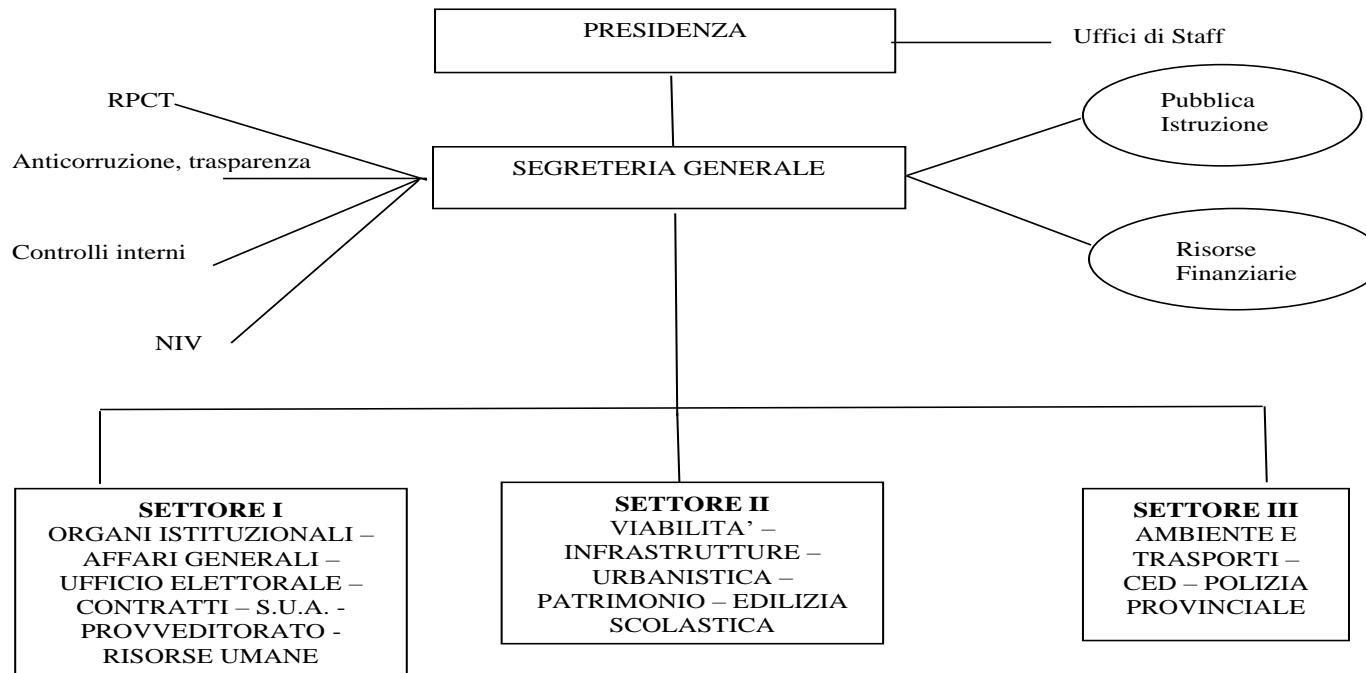 PRESIDENZA
Uffici di Staff
RPCT
Pubblica
Istruzione
Anticorruzione, trasparenza
SEGRETERIA GENERALE
Controlli interni
Risorse
Finanziarie
NIV
SETTORE I
ORGANI ISTITUZIONALI –
AFFARI GENERALI –
UFFICIO ELETTORALE –
CONTRATTI – S.U.A. -
PROVVEDITORATO -
RISORSE UMANE
SETTORE II
VIABILITA’ –
INFRASTRUTTURE –
URBANISTICA –
PATRIMONIO – EDILIZIA
SCOLASTICA
SETTORE III
AMBIENTE E
TRASPORTI –
CED – POLIZIA
PROVINCIALE